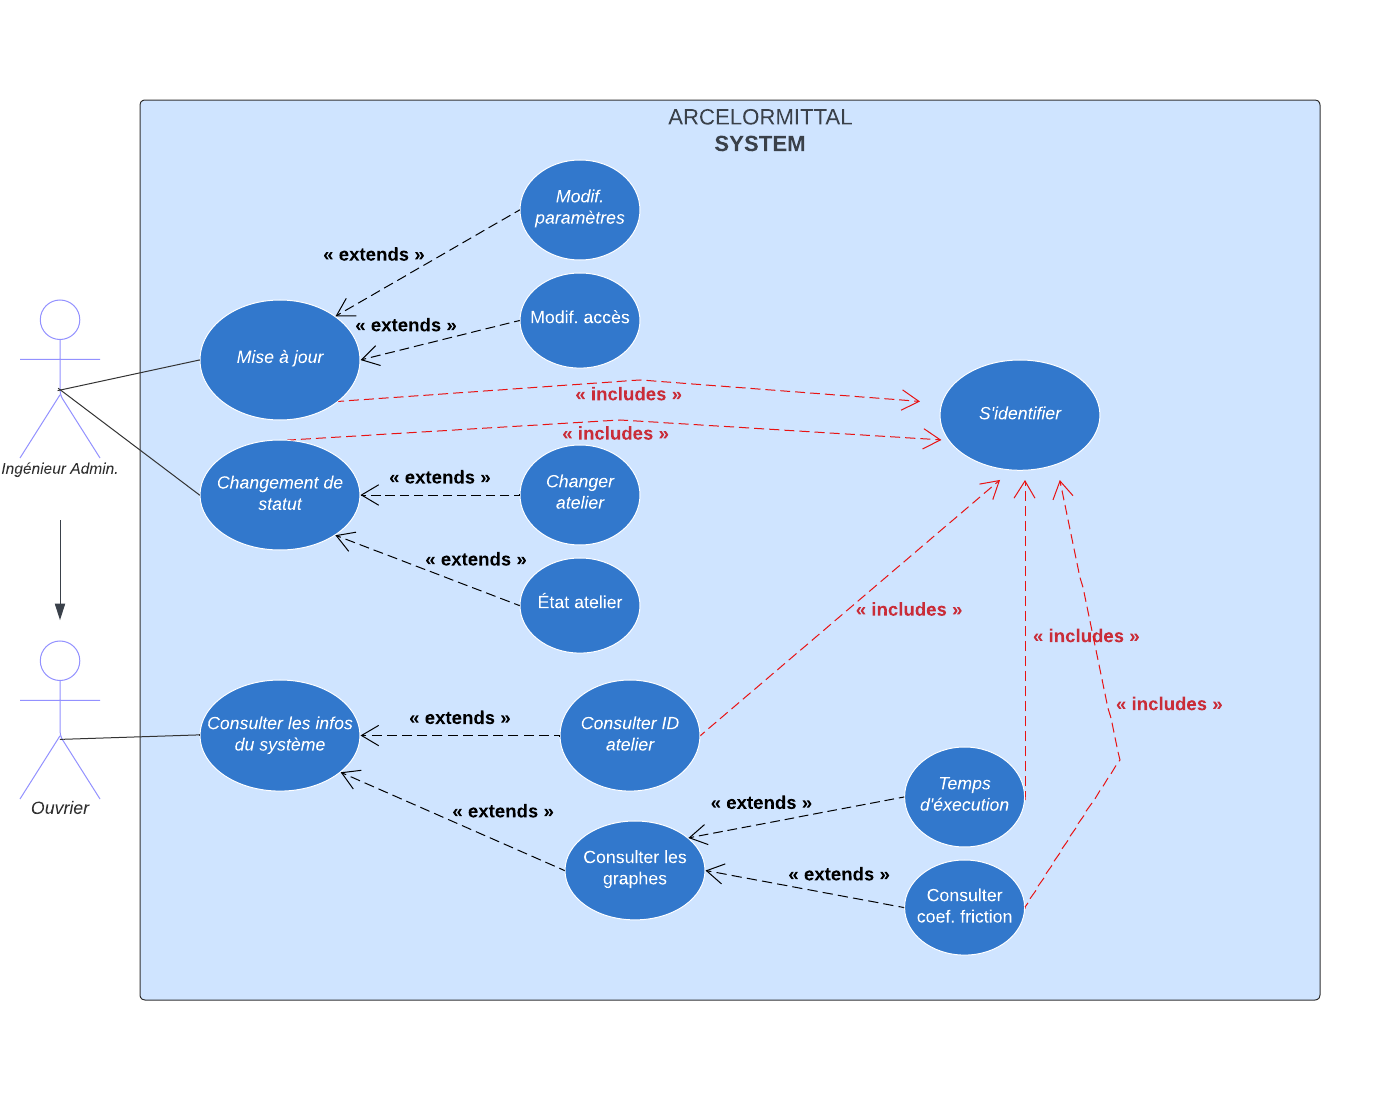 ARCELORMITTAL
SYSTEM
Modif.
paramètres
« extends »
Modif. accès
« extends »
Mise à jour
« includes »
S'identifier
« includes »
Ingénieur Admin.
« extends »
Changement de
statut
Changer
atelier
« extends »
État atelier
« includes »
« includes »
« includes »
Consulter les infos
du système
« extends »
Consulter ID
atelier
Ouvrier
« extends »
« extends »
Temps
d'éxecution
Consulter les
graphes
« extends »
Consulter
coef. friction